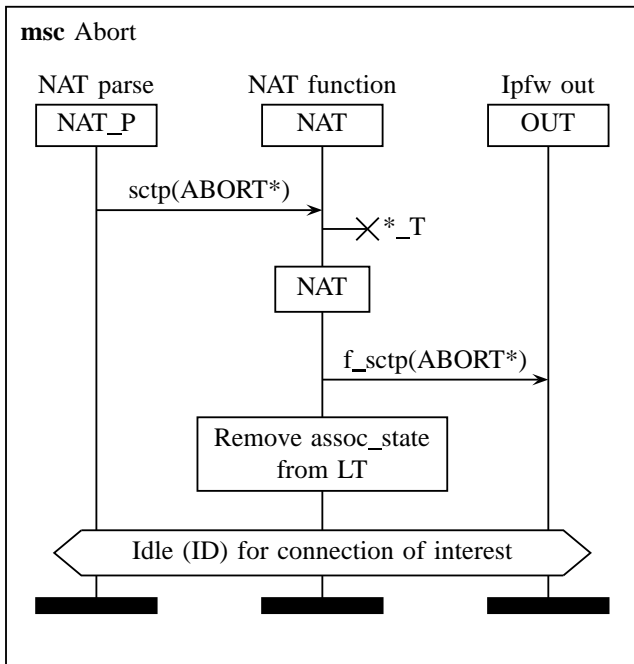 msc Abort
NAT parse NAT function Ipfw out
NAT_P NAT OUT
sctp(ABORT*)
*_T
NAT
f_sctp(ABORT*)
Remove assoc_state
from LT
Idle (ID) for connection of interest